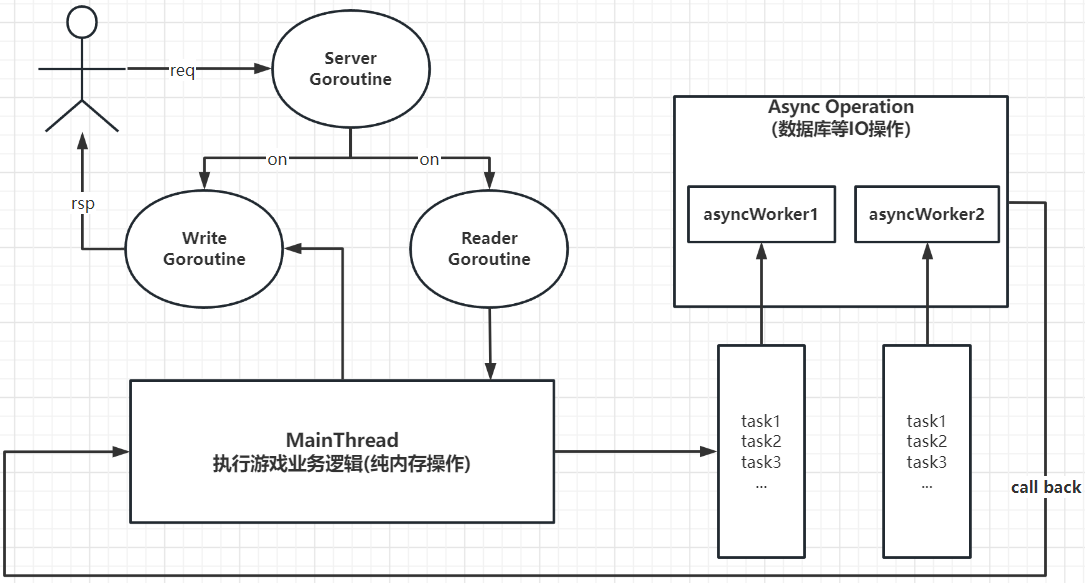 req
Server
Goroutine
on
on
rsp
Write
Goroutine
Reader
Goroutine
MainThread
执行游戏业务逻辑(纯内存操作)
Async Operation
(数据库等IO操作)
asyncWorker1
asyncWorker2
task1
task2
task3
...
task1
task2
task3
...
call back